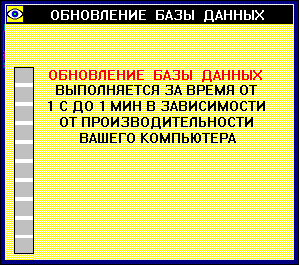 ОБНОВЛЕНИЕ БАЗЫ ДАННЫХ
ОБНОВЛЕНИЕ БАЗЫ ДАННЫХ
ВЫПОЛНЯЕТСЯ ЗА ВРЕМЯ ОТ
1 С ДО 1 МИН В ЗАВИСИМОСТИ
ОТ ПРОИЗВОДИТЕЛЬНОСТИ
ВАШЕГО КОМПЬЮТЕРА